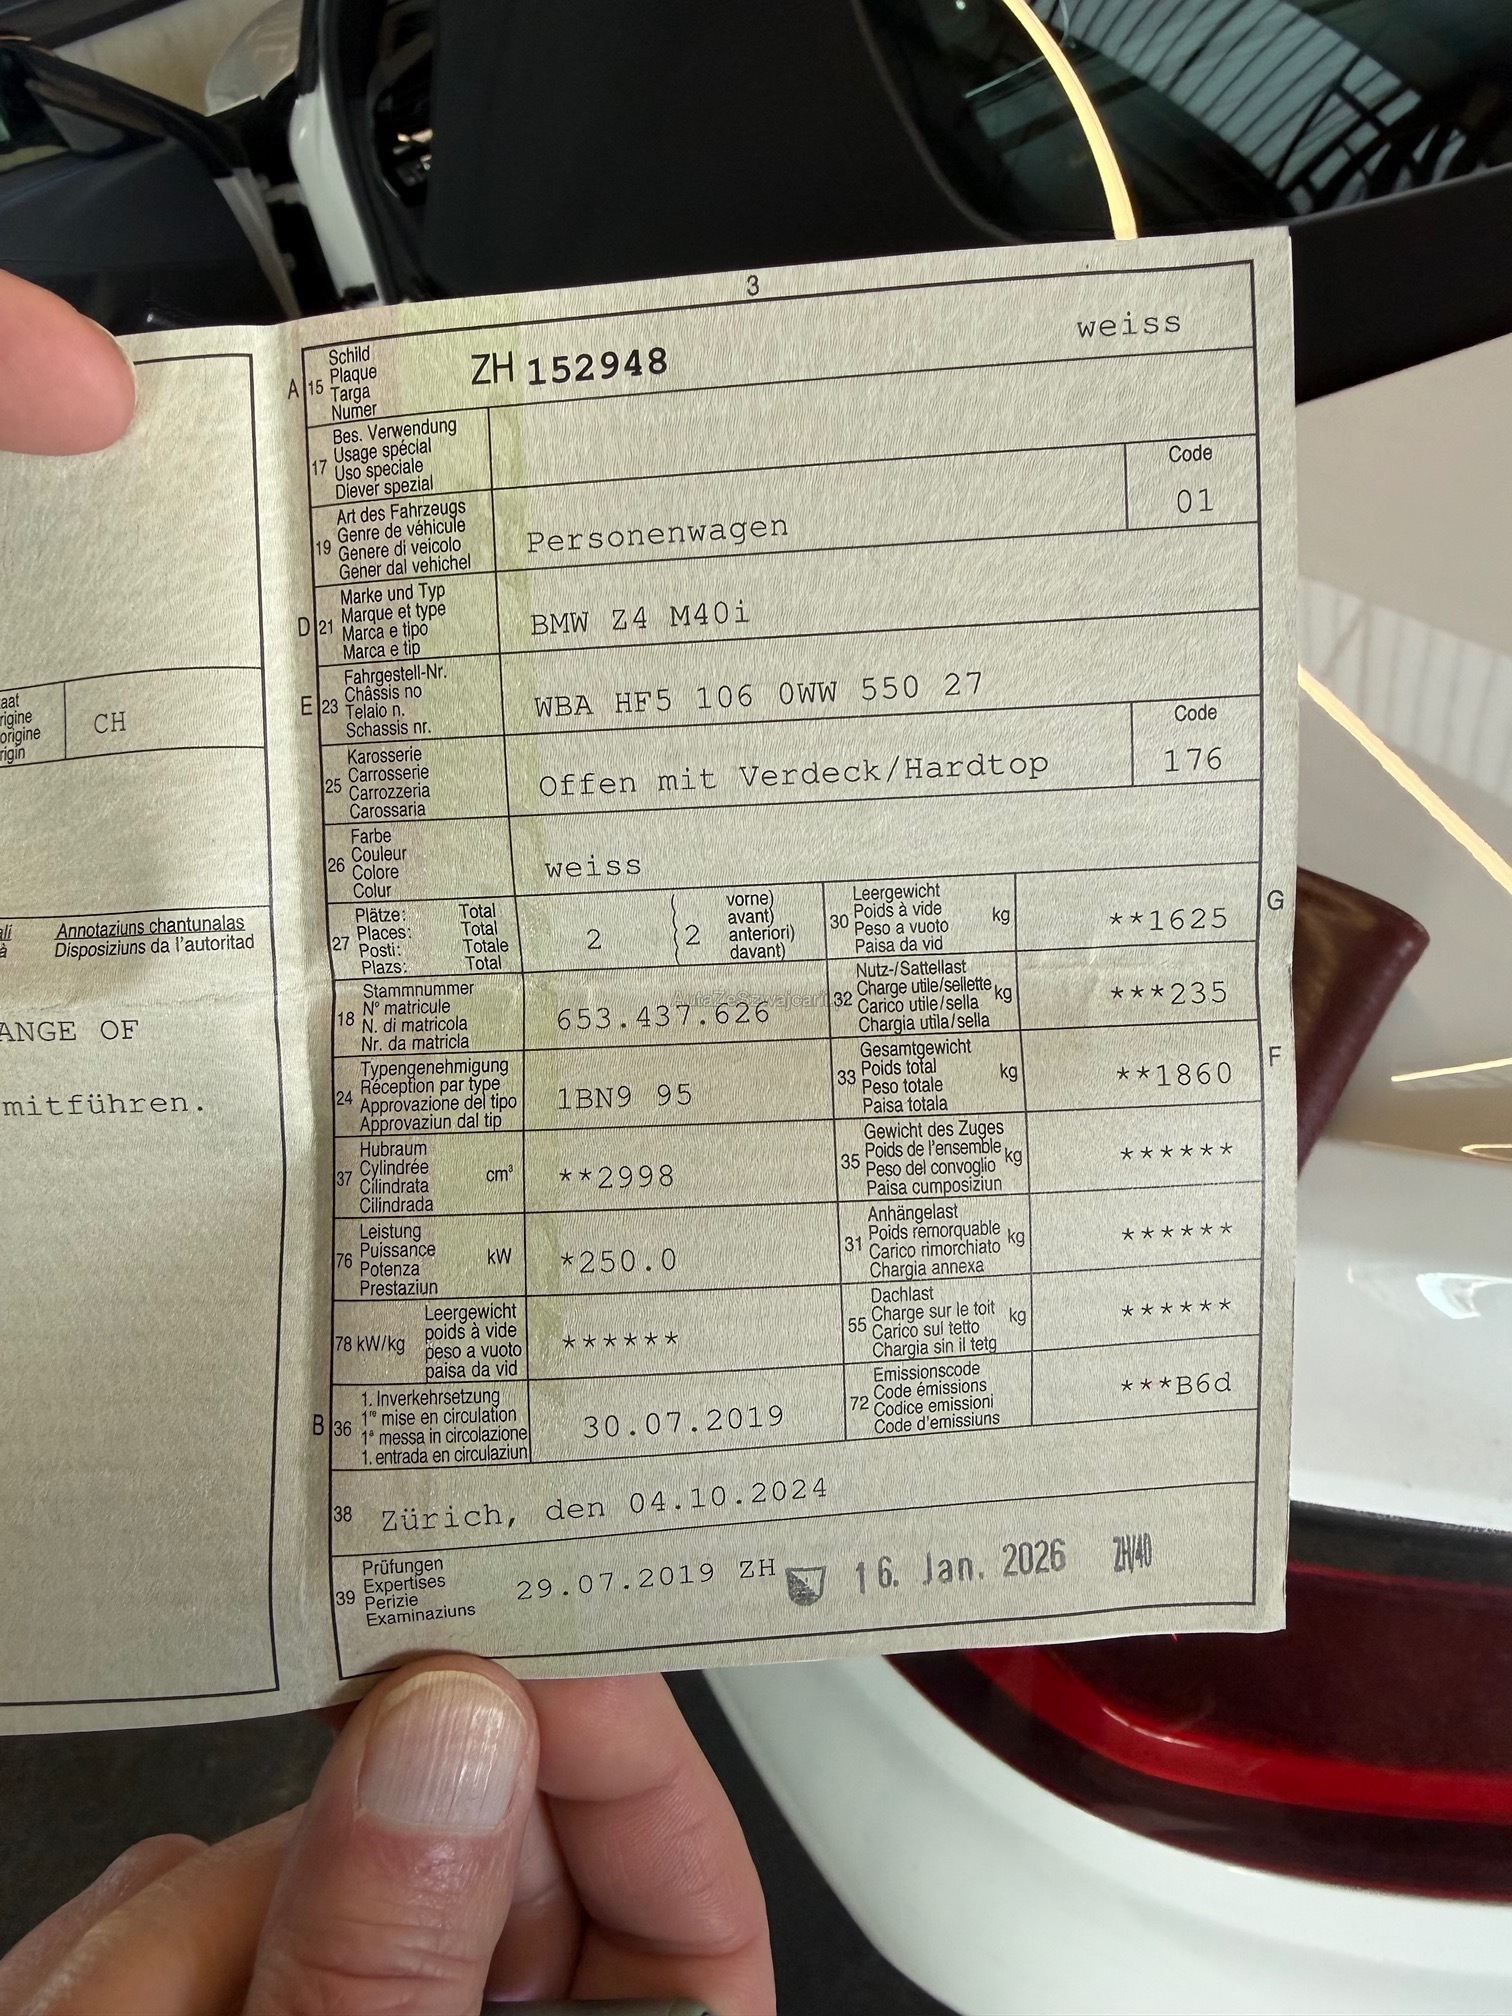 3
A 15 Schild
Plaque
Targa
Numer
ZH 152948
weiss
17 Bes. Verwendung
Usage spécial
Uso speciale
Diever spezial
19 Art des Fahrzeugs
Genre de véhicule
Genere di veicolo
Gener dal vehichel
Personenwagen
Code
01
D 21 Marke und Typ
Marque et type
Marca e tipo
Marca e tip
BMW Z4 M40i
E 23 Fahrgestell-Nr.
Châssis no
Telaio n.
Schassis nr.
WBA HF5 106 0WW 550 27
25 Karosserie
Carrosserie
Carrozzeria
Carossaria
Offen mit Verdeck/Hardtop
Code
176
26 Farbe
Couleur
Colore
Colur
weiss
27 Plätze: Total
Places: Total
Posti: Totale
Plazs: Total
2
2
vorne)
avant)
anteriori)
davant)
30 Leergewicht
Poids à vide
Peso a vuoto
Paisa da vid
kg
**1625
G
18 Stammnummer
N° matricule
N. di matricola
Nr. da matricla
653.437.626
32 Nutz-/Sattellast
Charge utile/sellette
Carico utile/sella
Chargia utila/sella
kg
***235
24 Typengenehmigung
Réception par type
Approvazione del tipo
Approvaziun dal tip
1BN9 95
33 Gesamtgewicht
Poids total
Peso totale
Paisa totala
kg
**1860
F
37 Hubraum
Cylindrée
Cilindrata
Cilindrada
cm³
**2998
35 Gewicht des Zuges
Poids de l'ensemble
Peso del convoglio
Paisa cumposiziun
kg
******
76 Leistung
Puissance
Potenza
Prestaziun
kW
*250.0
31 Anhängelast
Poids remorquable
Carico rimorchiato
Chargia annexa
kg
******
78 kW/kg
Leergewicht
poids à vide
peso a vuoto
paisa da vid
******
55 Dachlast
Charge sur le toit
Carico sul tetto
Chargia sin il tetg
kg
******
B 36 1. Inverkehrsetzung
1re mise en circulation
1a messa in circolazione
1. entrada en circulaziun
30.07.2019
72 Emissionscode
Code émissions
Codice emissioni
Code d'emissiuns
***B6d
38 Zürich, den 04.10.2024
39 Prüfungen
Expertises
Perizie
Examinaziuns
29.07.2019 ZH
16. Jan. 2026 ZH/40
CH
Annotaziuns chantunalas
Disposiziuns da l'autoritad
OF
mitführen.
AutaZeSzwajcarii